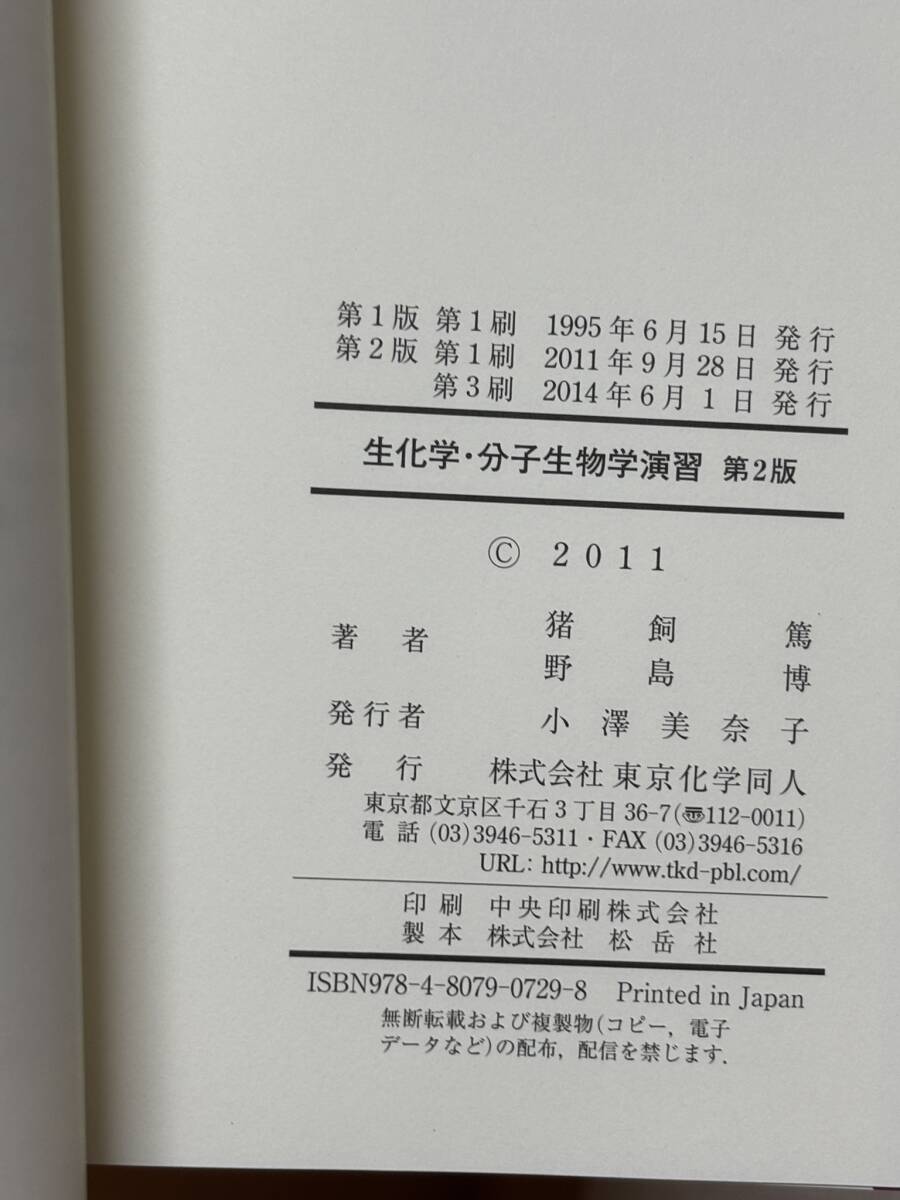 第1版 第1刷 1995年6月15日 発行
第2版 第1刷 2011年9月28日 発行
第3刷 2014年6月1日 発行
生化学・分子生物学演習 第2版
© 2011
著者 猪飼篤
野島博
発行者 小澤美奈子
発行 株式会社東京化学同人
東京都文京区千石3丁目36-7(〠112-0011)
電話 (03)3946-5311・FAX (03)3946-5316
URL: http://www.tkd-pbl.com/
印刷 中央印刷株式会社
製本 株式会社 松岳社
ISBN978-4-8079-0729-8 Printed in Japan
無断転載および複製物(コピー, 電子
データなど)の配布, 配信を禁じます.